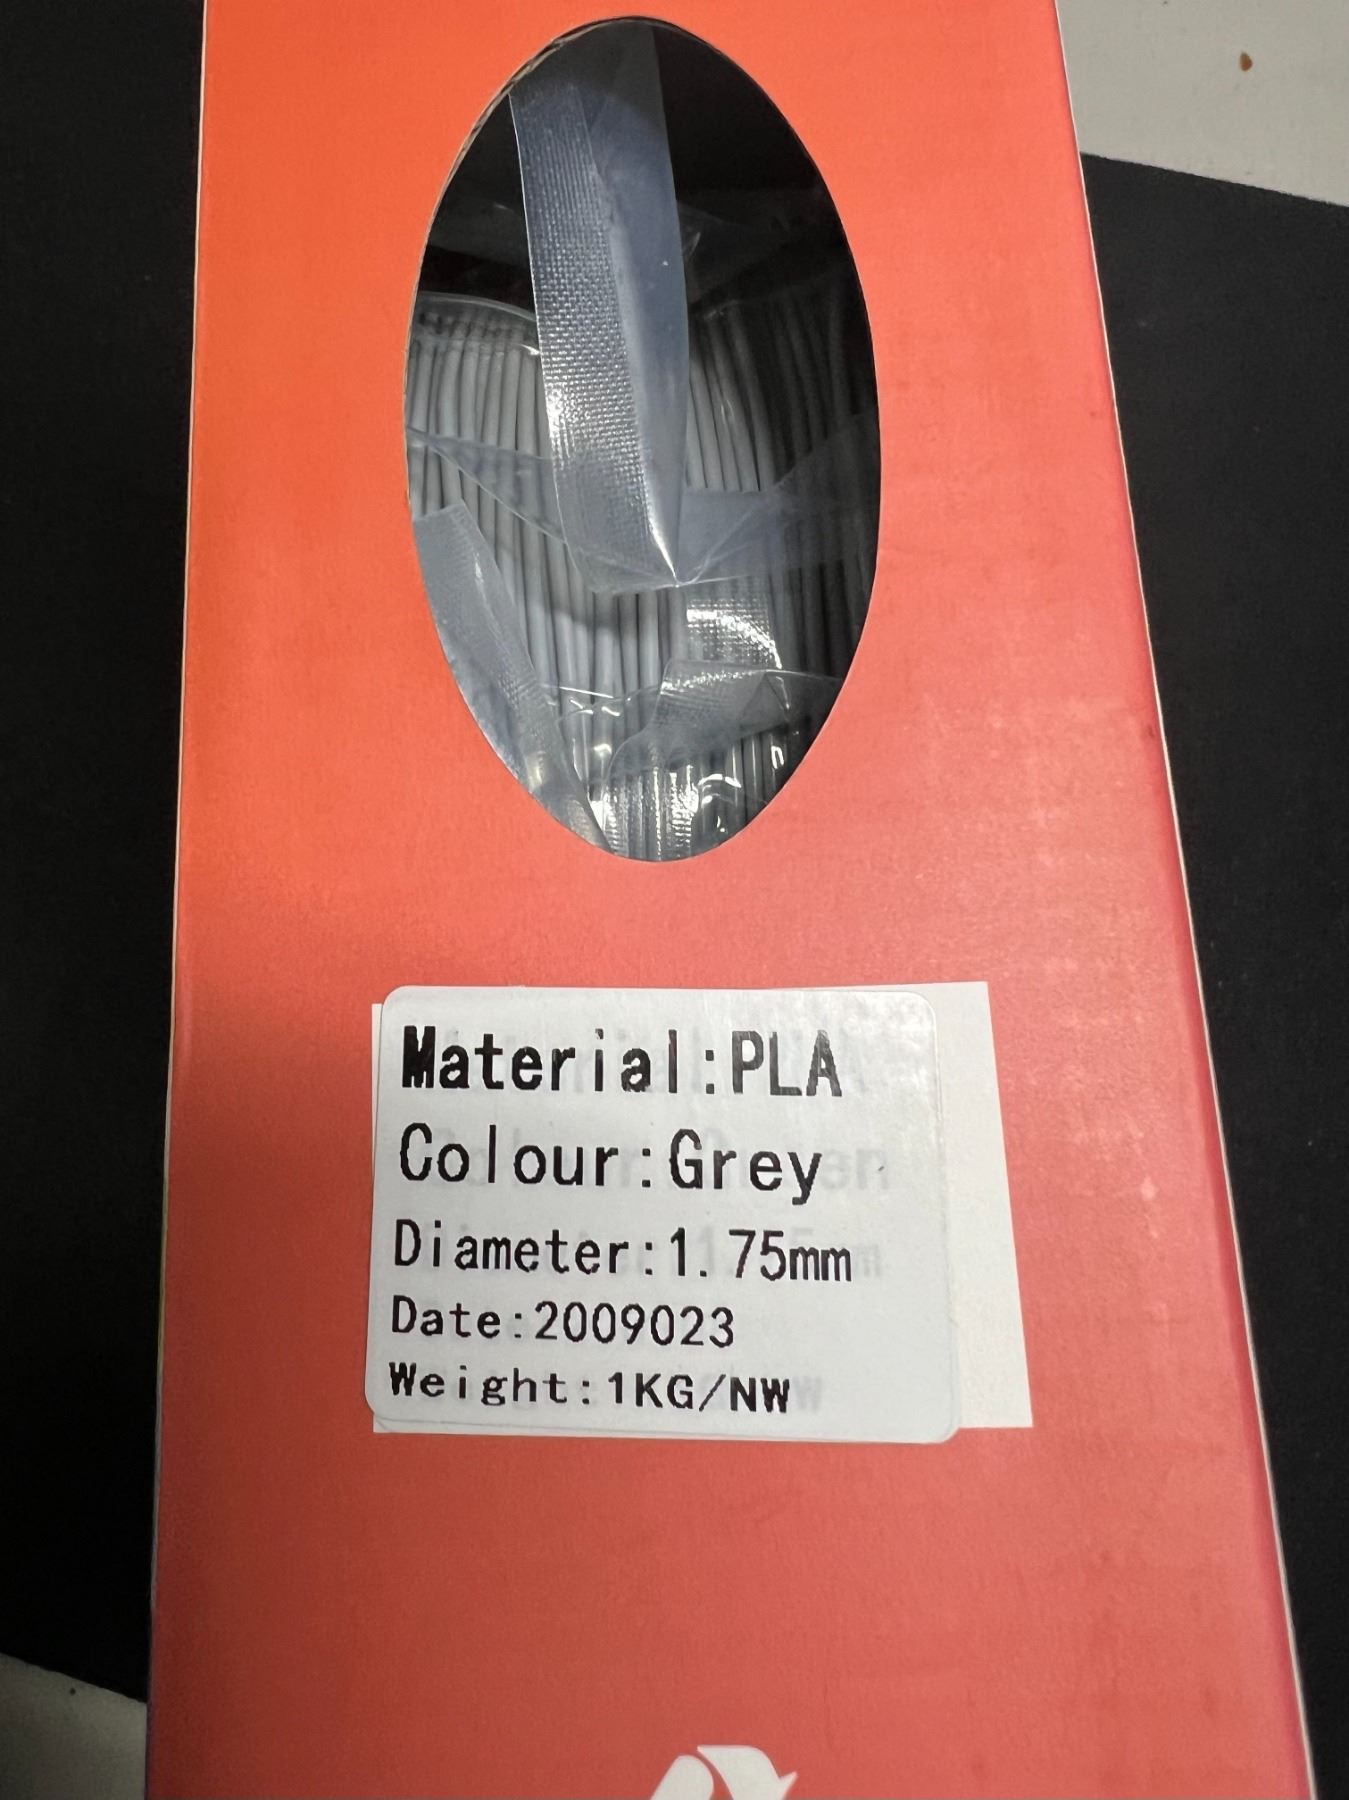 Material:PLA
Colour:Grey
Diameter:1.75mm
Date:2009023
Weight:1KG/NW